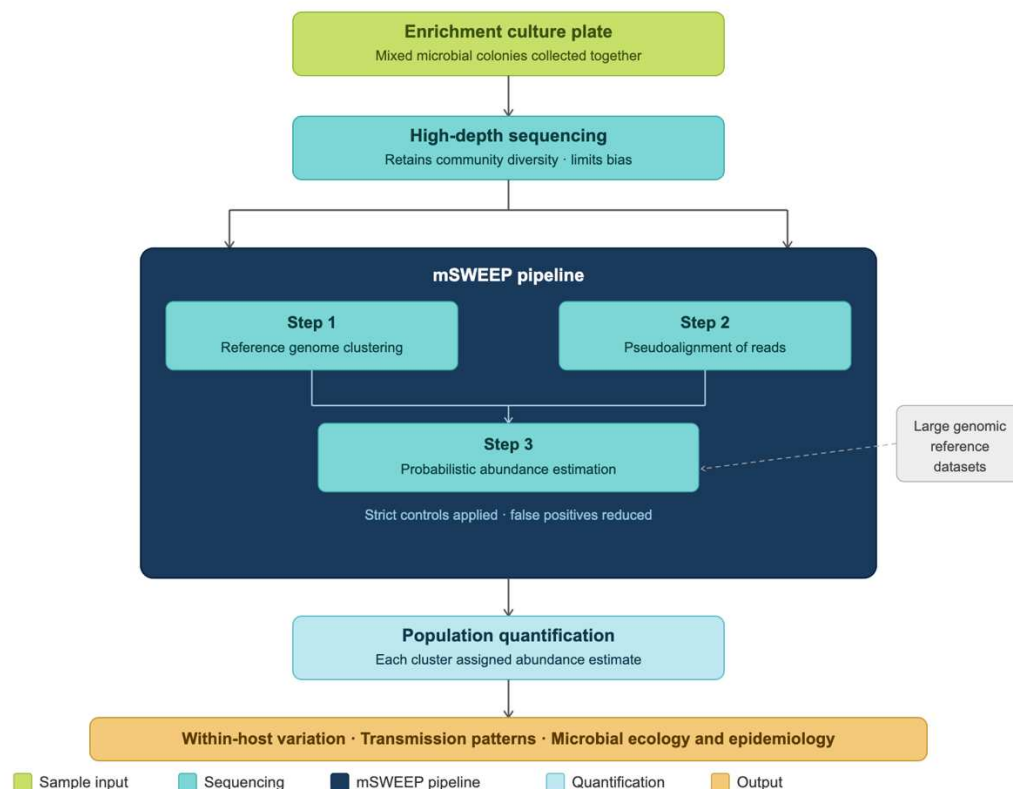 Enrichment culture plate
Mixed microbial colonies collected together
High-depth sequencing
Retains community diversity · limits bias
mSWEEP pipeline
Step 1
Reference genome clustering
Step 2
Pseudoalignment of reads
Step 3
Probabilistic abundance estimation
Large genomic
reference
datasets
Strict controls applied · false positives reduced
Population quantification
Each cluster assigned abundance estimate
Within-host variation · Transmission patterns · Microbial ecology and epidemiology
Sample input
Sequencing
mSWEEP pipeline
Quantification
Output